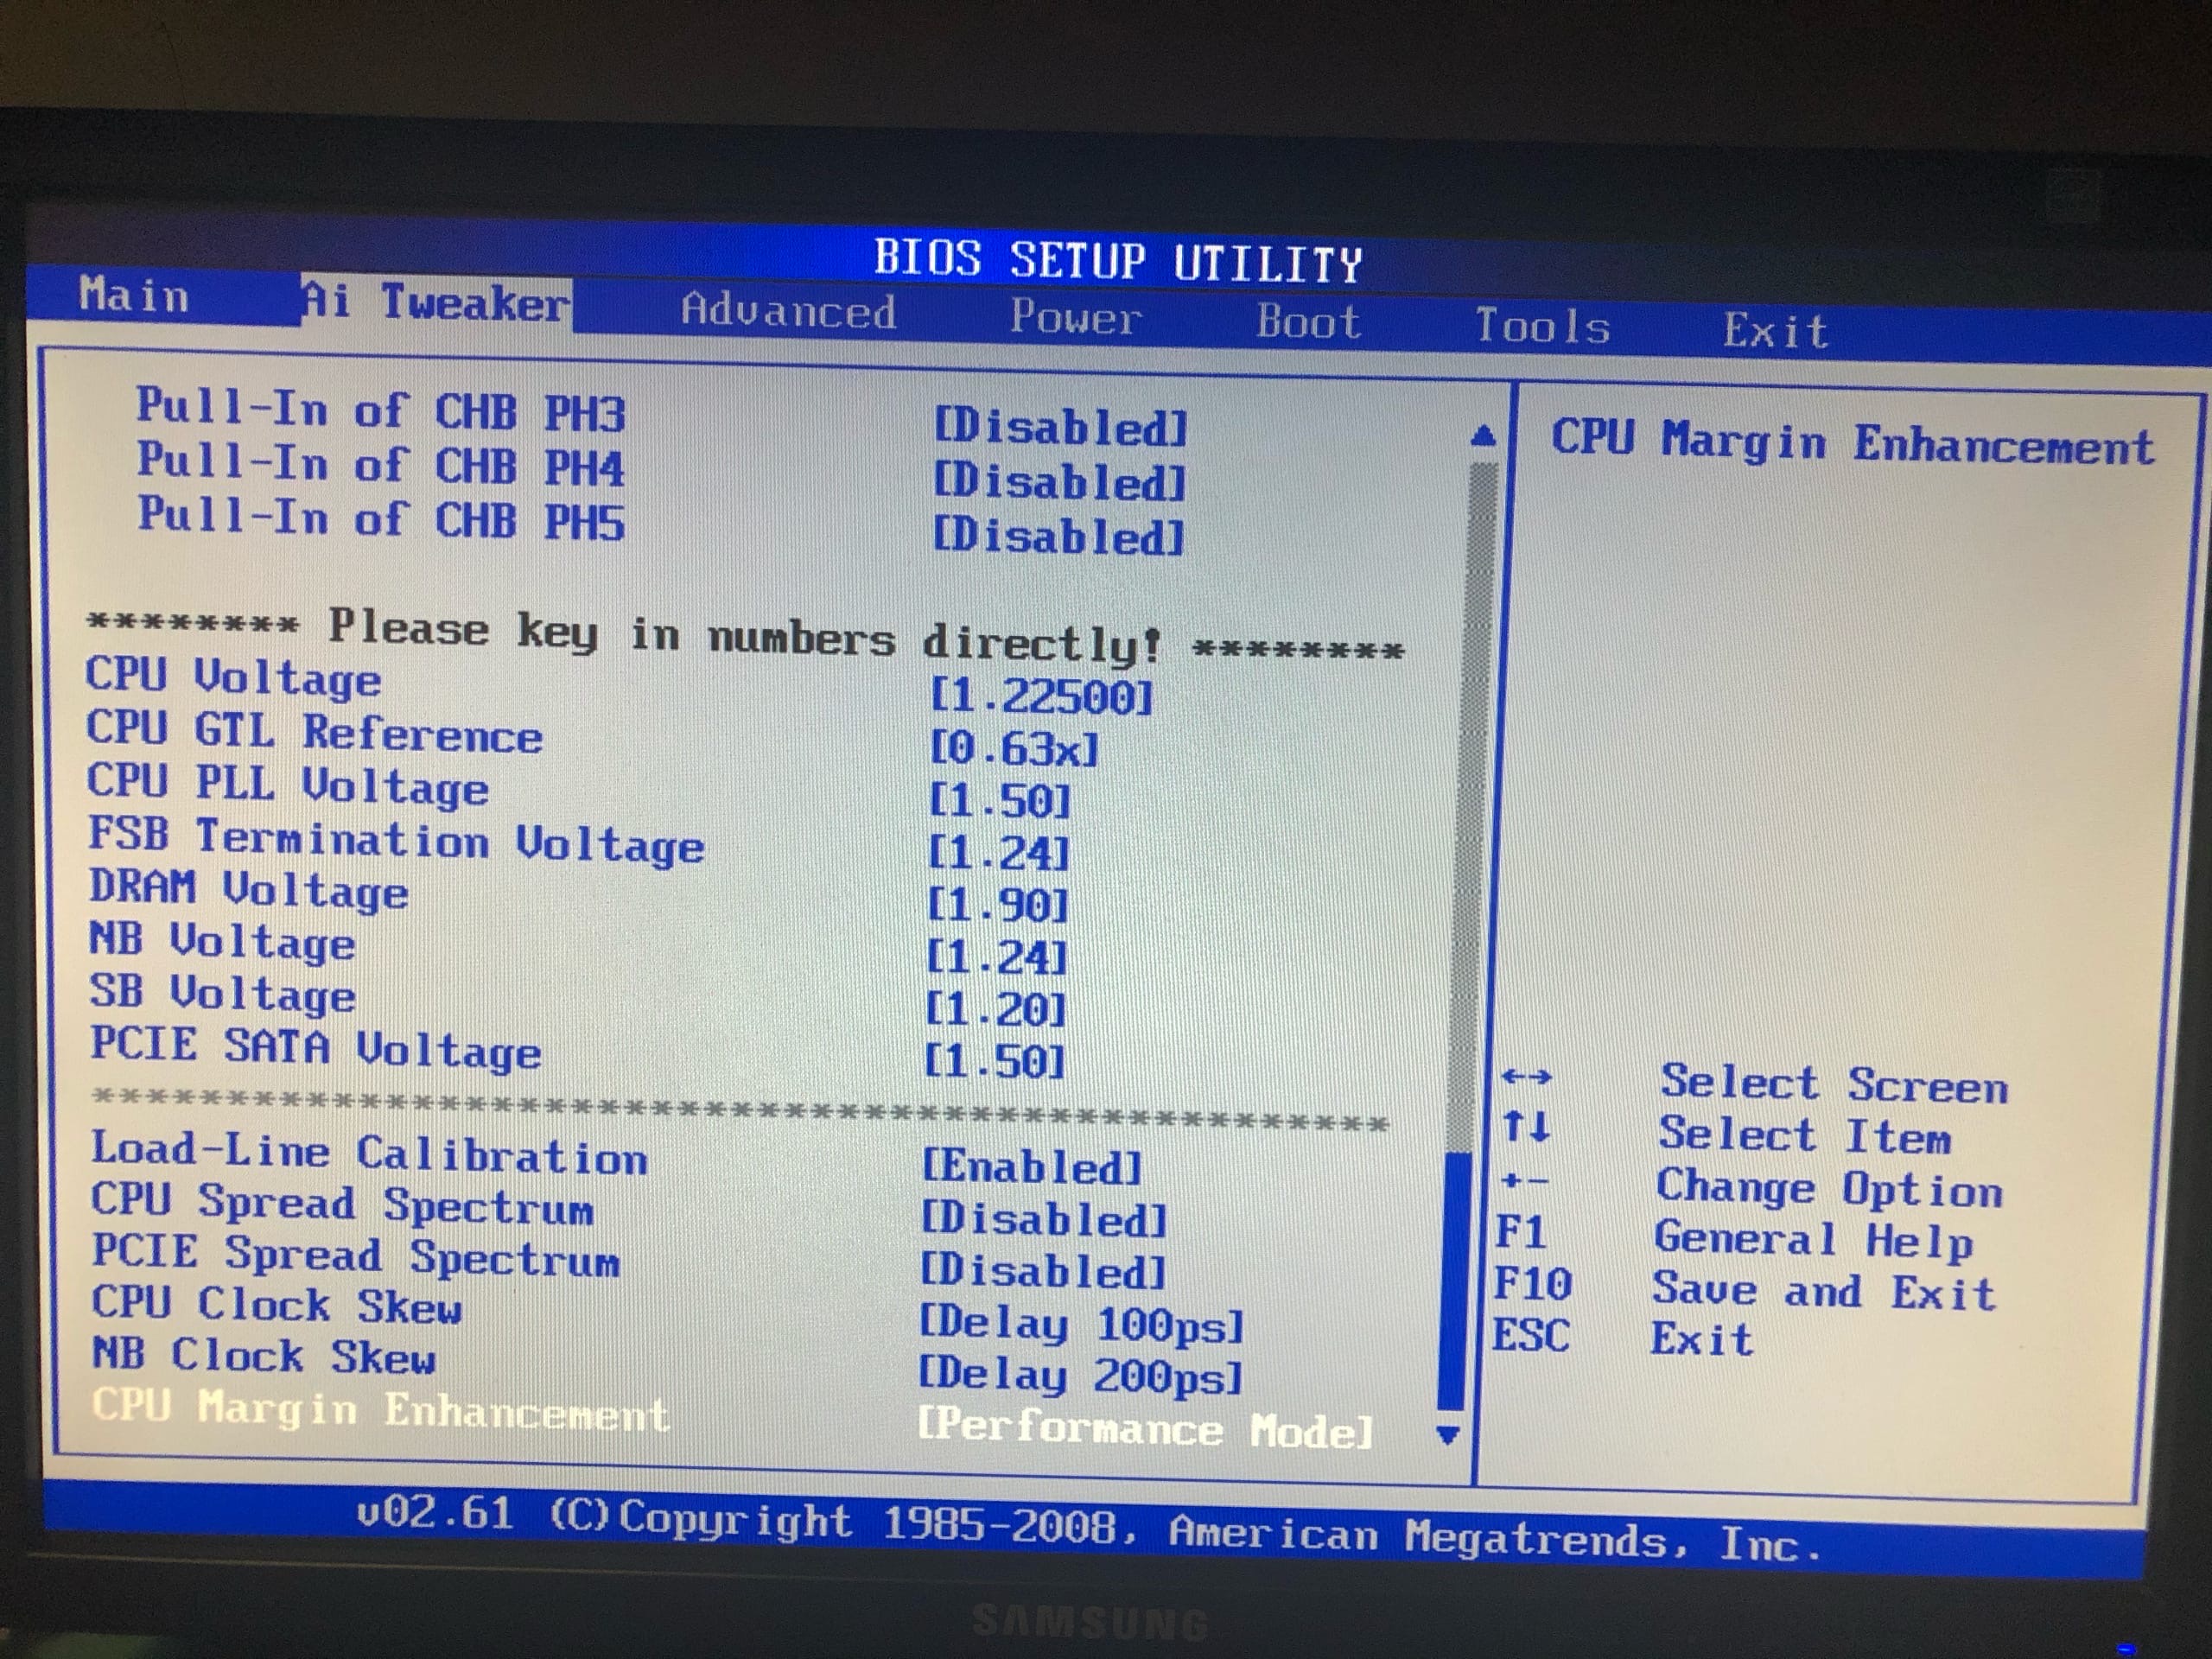 BIOS SETUP UTILITY
Main Ai Tweaker Advanced Power Boot Tools Exit
Pull-In of CHB PH3 [Disabled]
Pull-In of CHB PH4 [Disabled]
Pull-In of CHB PH5 [Disabled]
******** Please key in numbers directly! ********
CPU Voltage [1.22500]
CPU GTL Reference [0.63x]
CPU PLL Voltage [1.50]
FSB Termination Voltage [1.24]
DRAM Voltage [1.90]
NB Voltage [1.24]
SB Voltage [1.20]
PCIE SATA Voltage [1.50]
*************************************************
Load-Line Calibration [Enabled]
CPU Spread Spectrum [Disabled]
PCIE Spread Spectrum [Disabled]
CPU Clock Skew [Delay 100ps]
NB Clock Skew [Delay 200ps]
CPU Margin Enhancement [Performance Mode]
CPU Margin Enhancement
←→ Select Screen
↑↓ Select Item
+- Change Option
F1 General Help
F10 Save and Exit
ESC Exit
v02.61 (C)Copyright 1985-2008, American Megatrends, Inc.
SAMSUNG